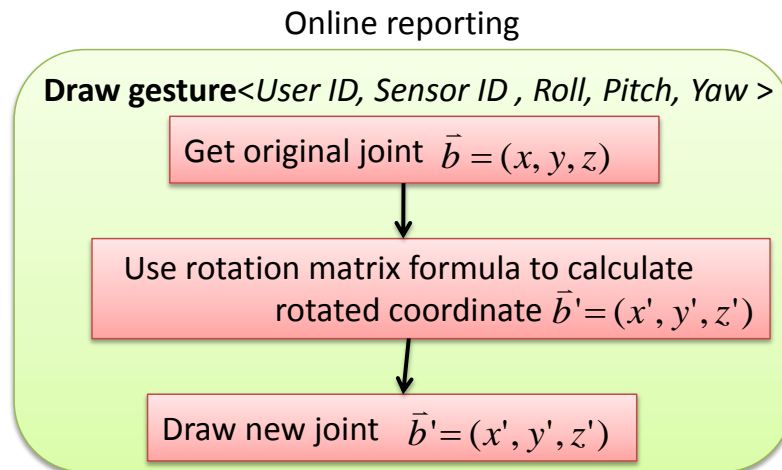 Online reporting
Draw gesture<User ID, Sensor ID , Roll, Pitch, Yaw >
Get original joint b⃗ = (x, y, z)
Use rotation matrix formula to calculate
rotated coordinate b⃗'= (x', y', z')
Draw new joint b⃗'= (x', y', z')